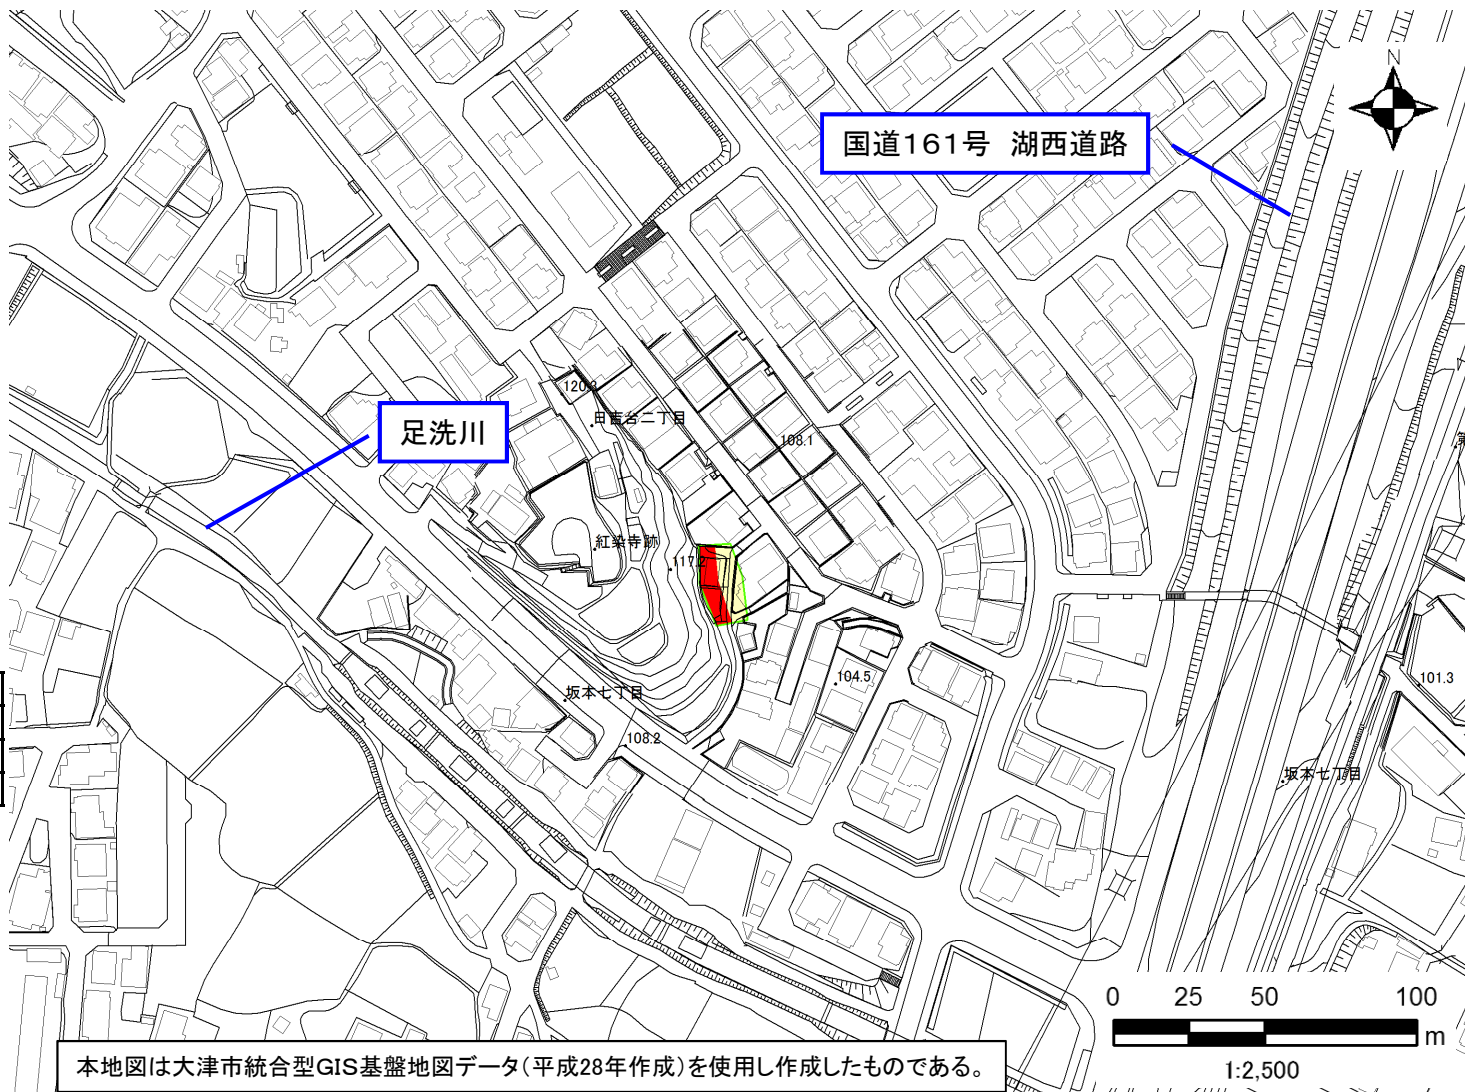 N
国道161号 湖西道路
120.3
日吉台二丁目
足洗川
108.1
紅染寺跡
117.2
104.5
101.3
坂本七丁目
108.2
坂本七丁目
0 25 50 100
m
1:2,500
本地図は大津市統合型GIS基盤地図データ(平成28年作成)を使用し作成したものである。